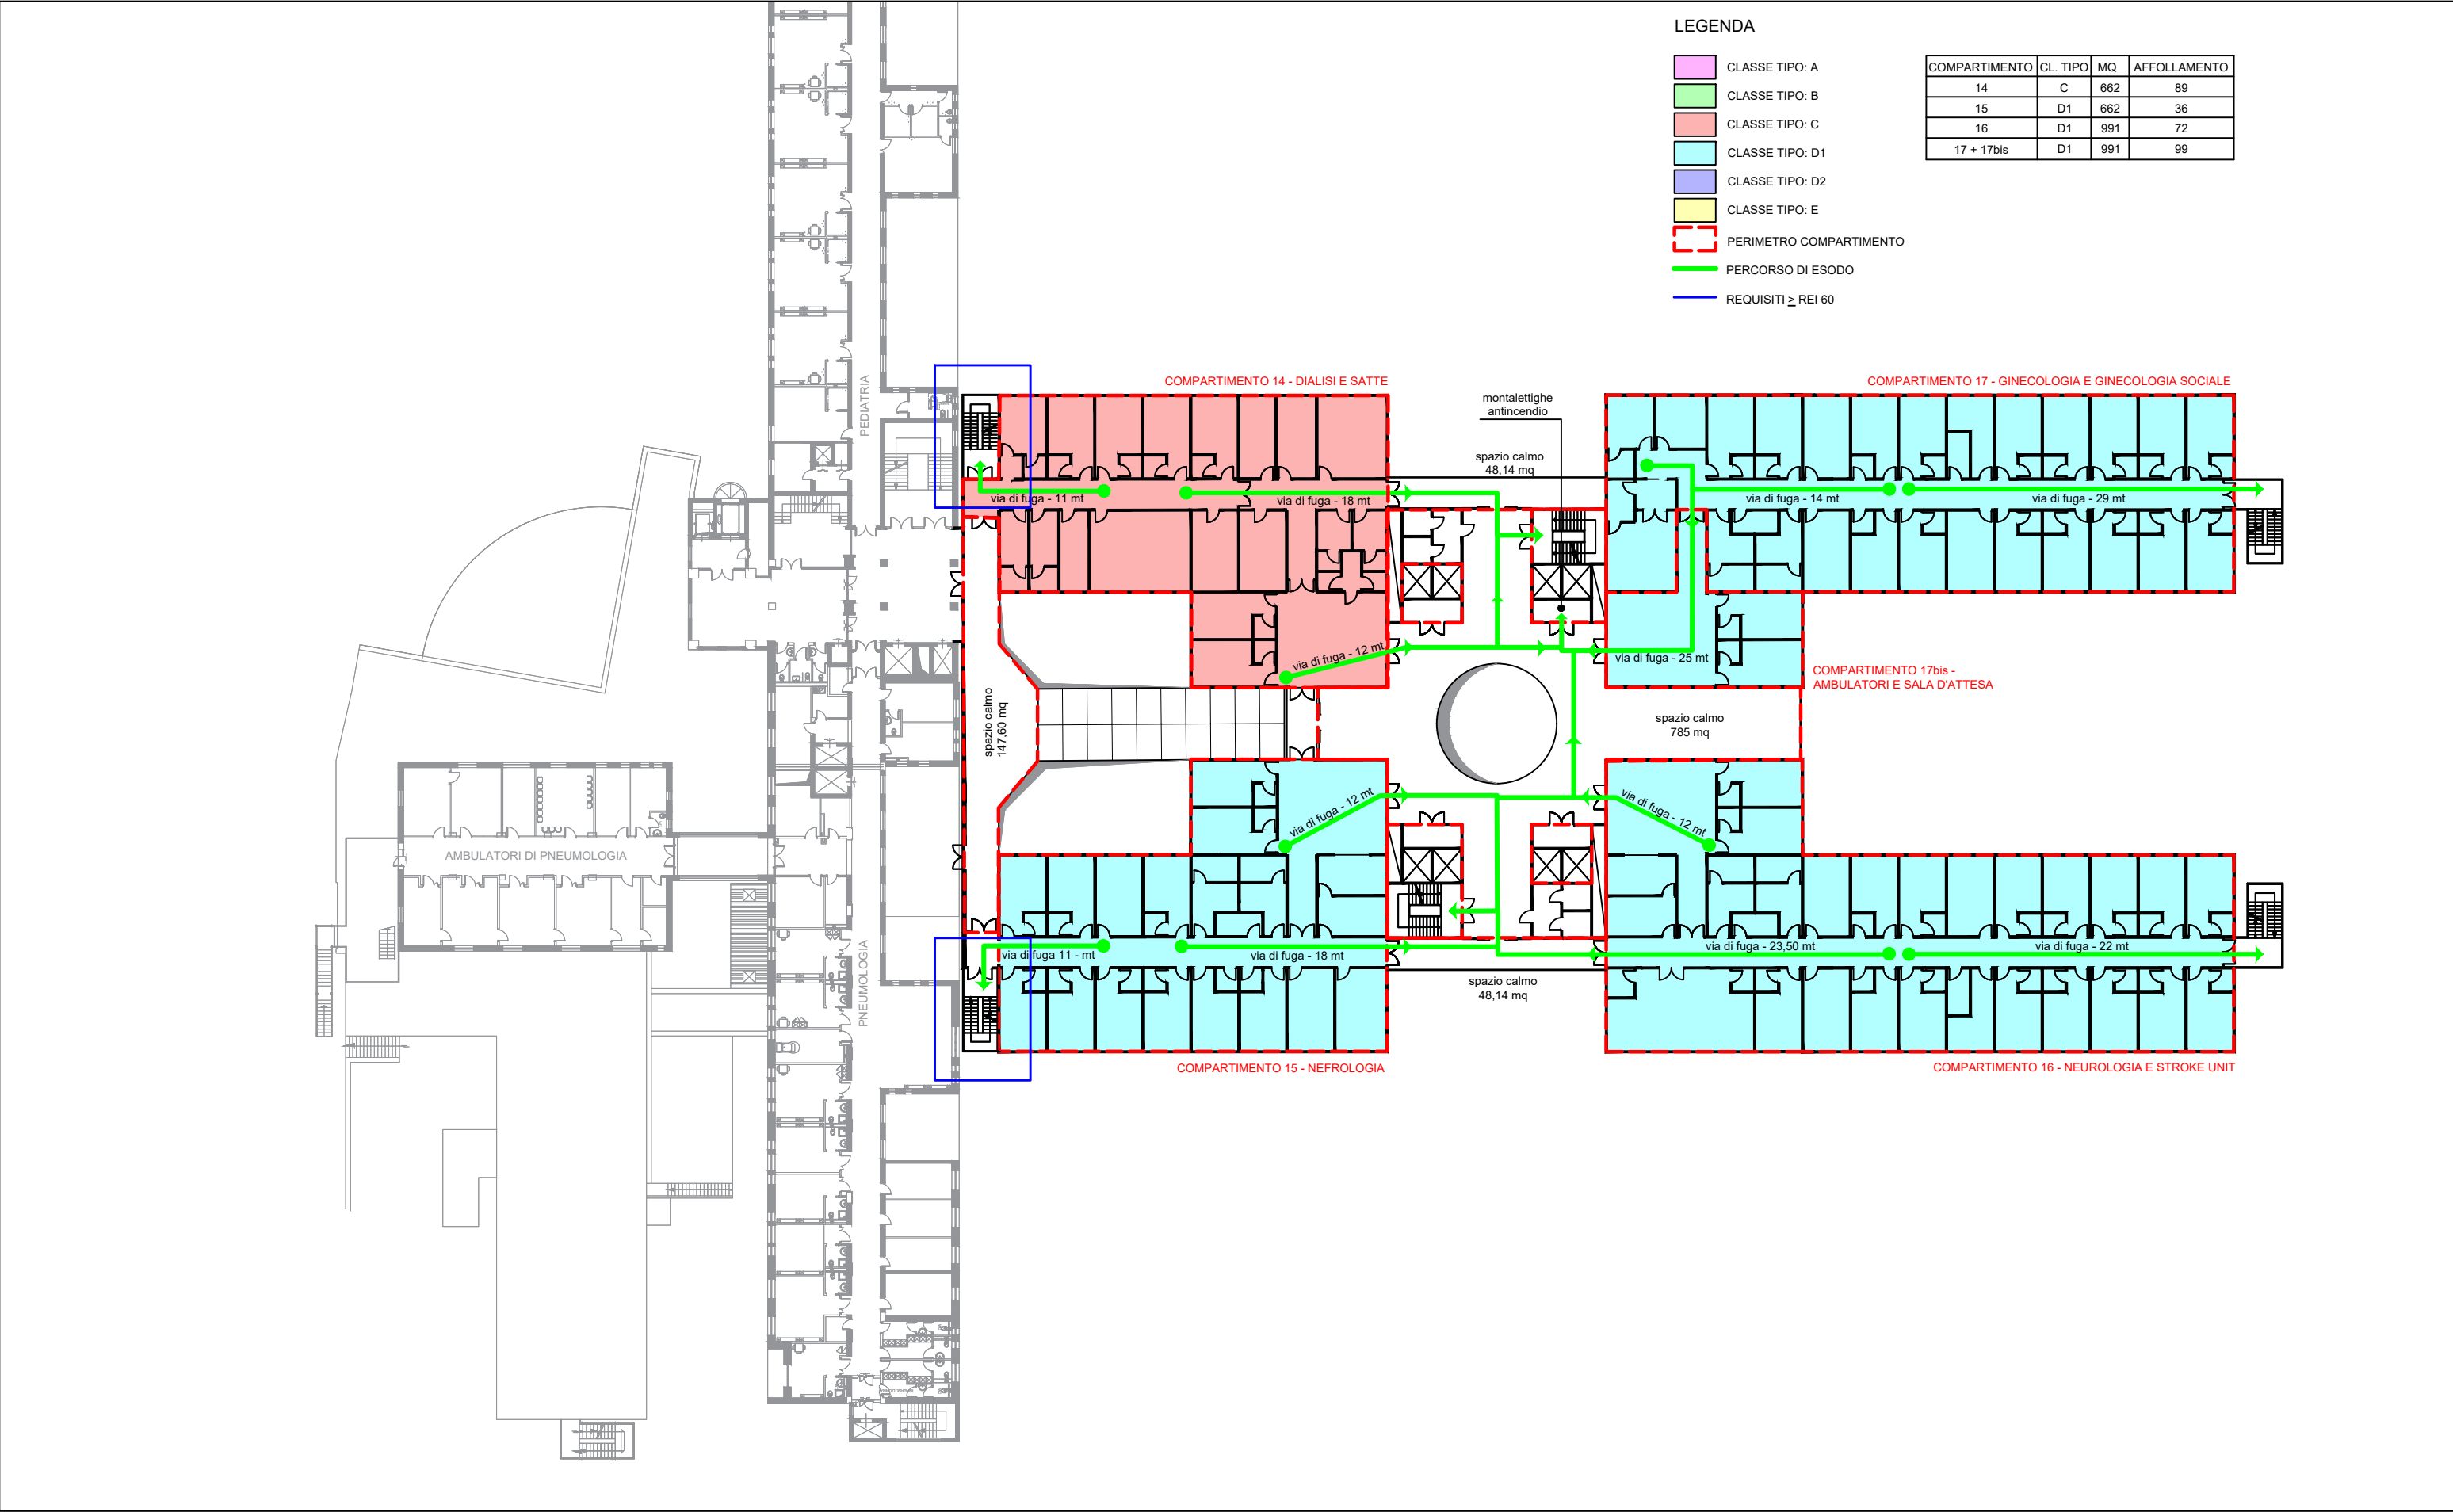 LEGENDA
CLASSE TIPO: A
CLASSE TIPO: B
CLASSE TIPO: C
CLASSE TIPO: D1
CLASSE TIPO: D2
CLASSE TIPO: E
PERIMETRO COMPARTIMENTO
PERCORSO DI ESODO
REQUISITI ≥ REI 60
COMPARTIMENTO CL. TIPO MQ AFFOLLAMENTO
14 C 662 89
15 D1 662 36
16 D1 991 72
17 + 17bis D1 991 99
PEDIATRIA
COMPARTIMENTO 14 - DIALISI E SATTE
montalettighe
antincendio
COMPARTIMENTO 17 - GINECOLOGIA E GINECOLOGIA SOCIALE
spazio calmo
48,14 mq
via di fuga - 11 mt
via di fuga - 18 mt
via di fuga - 14 mt
via di fuga - 29 mt
via di fuga - 12 mt
via di fuga - 25 mt
COMPARTIMENTO 17bis -
AMBULATORI E SALA D'ATTESA
spazio calmo
147,60 mq
spazio calmo
785 mq
via di fuga - 12 mt
via di fuga - 12 mt
AMBULATORI DI PNEUMOLOGIA
PNEUMOLOGIA
via di fuga 11 - mt
via di fuga - 18 mt
via di fuga - 23,50 mt
via di fuga - 22 mt
spazio calmo
48,14 mq
COMPARTIMENTO 15 - NEFROLOGIA
COMPARTIMENTO 16 - NEUROLOGIA E STROKE UNIT